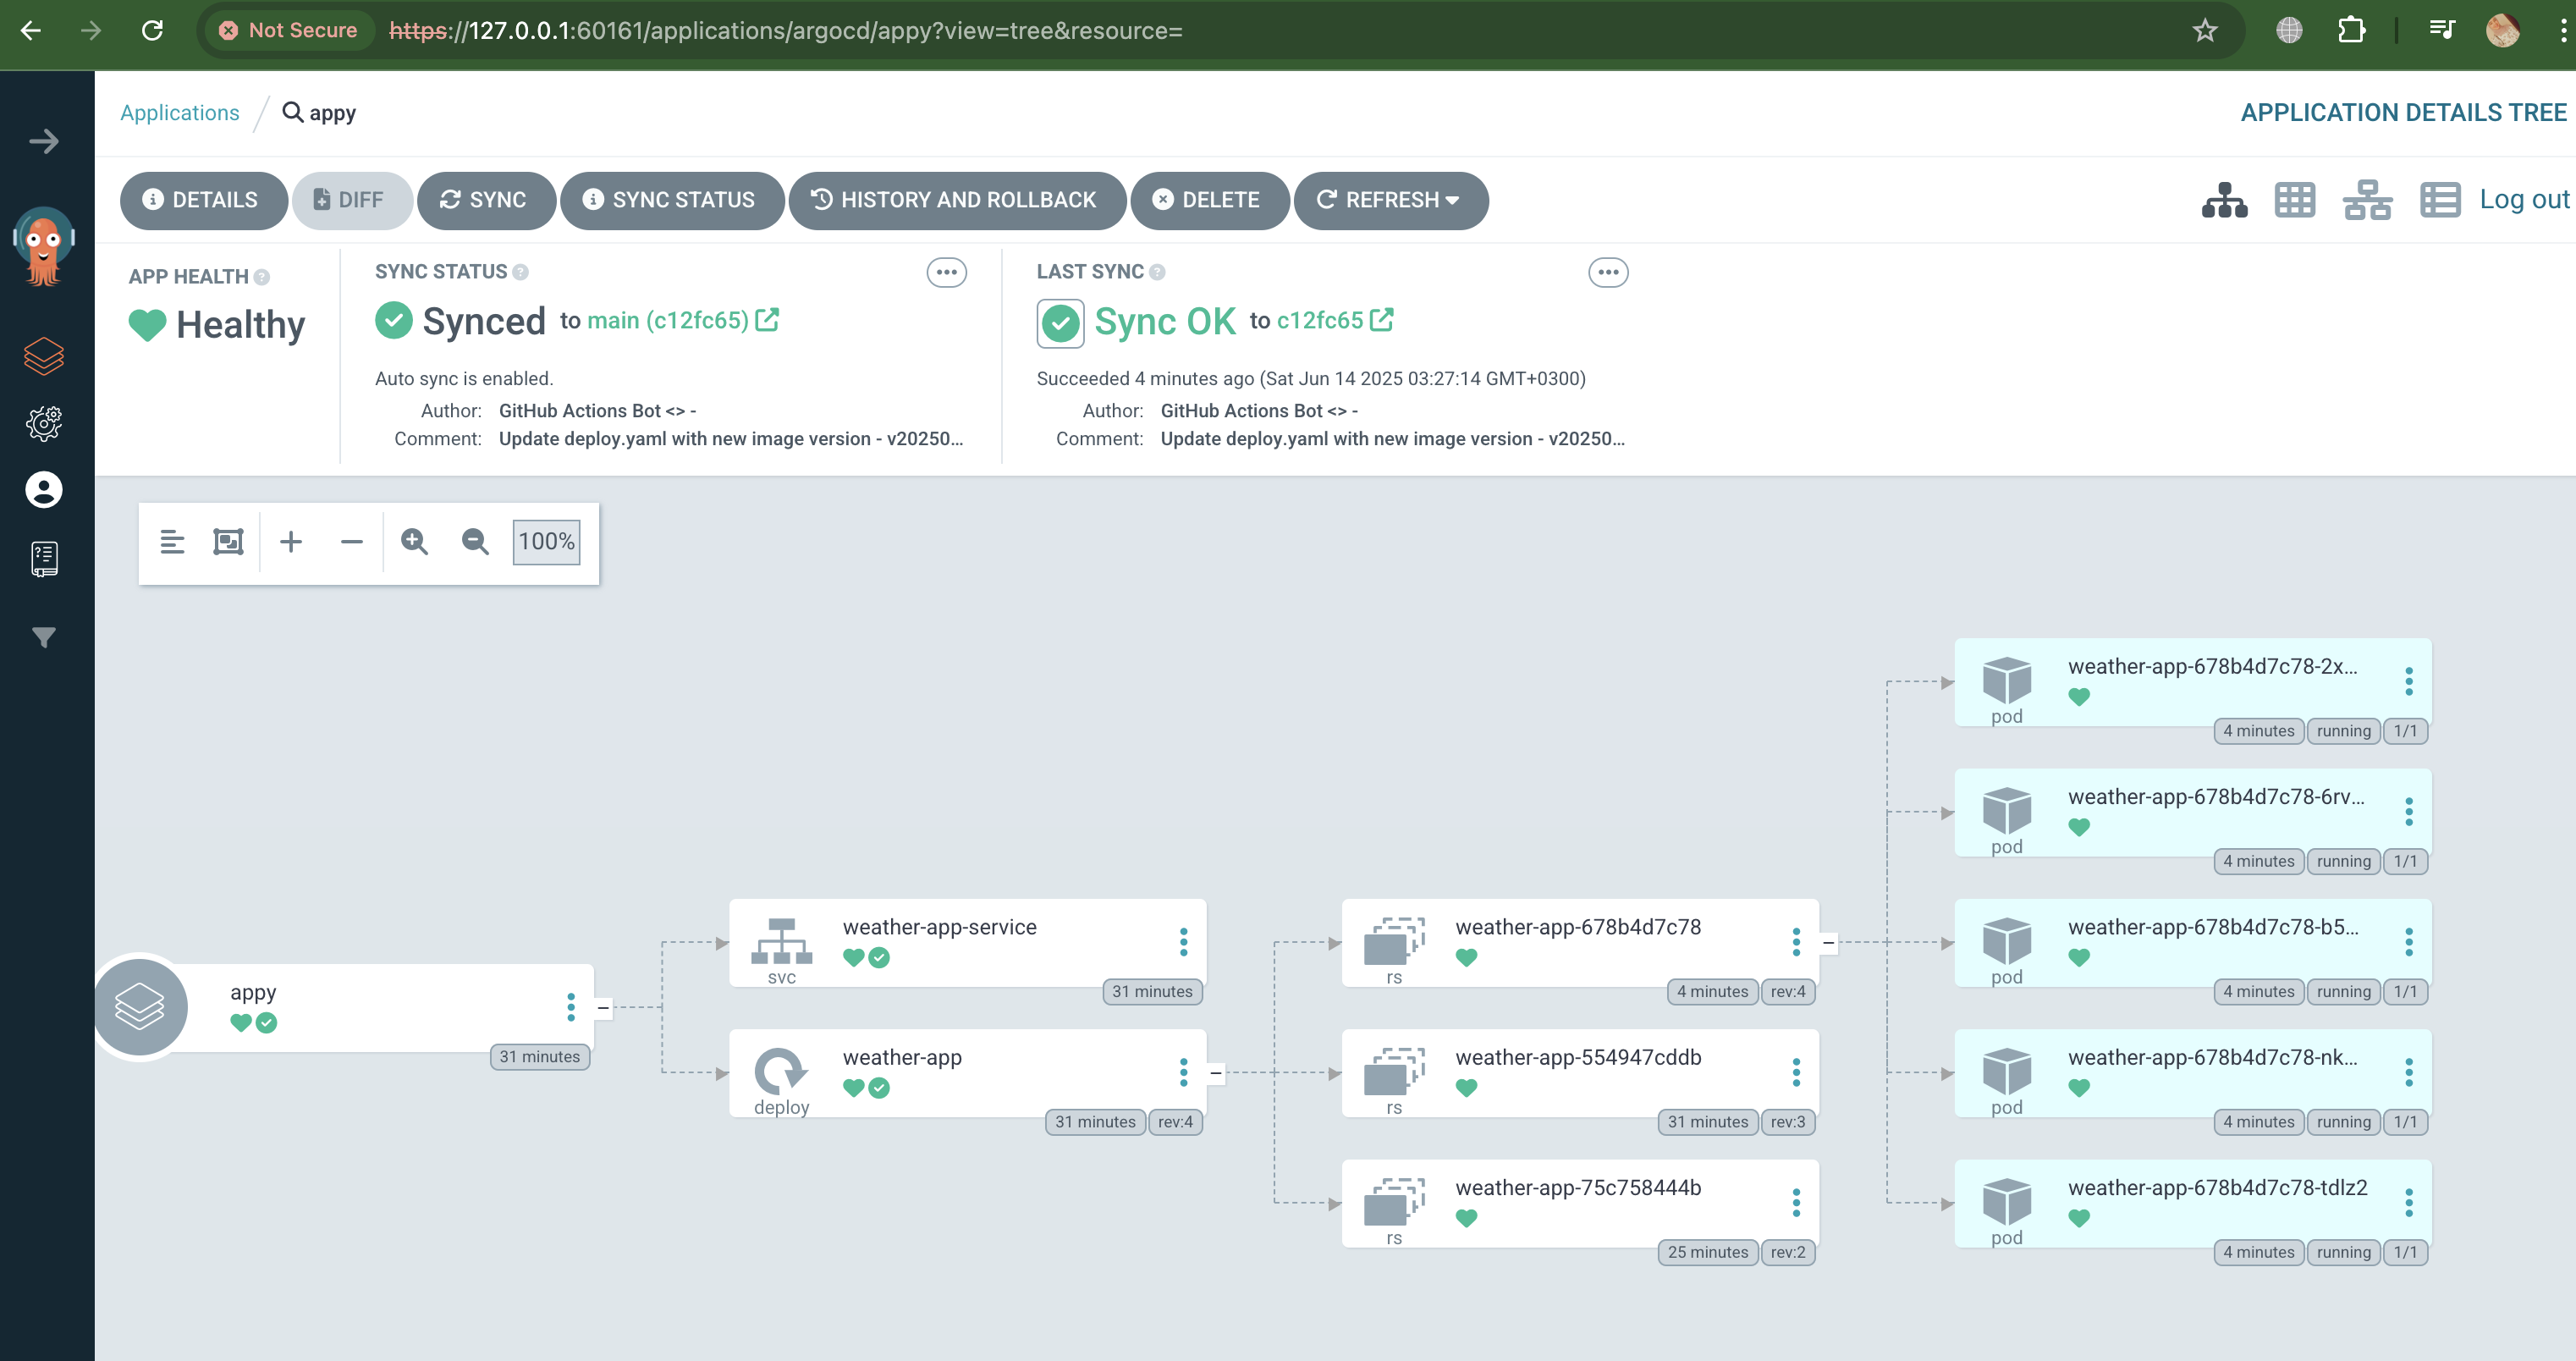 Not Secure https://127.0.0.1:60161/applications/argocd/appy?view=tree&resource=
Applications / appy
APPLICATION DETAILS TREE
DETAILS DIFF SYNC SYNC STATUS HISTORY AND ROLLBACK DELETE REFRESH
Log out
APP HEALTH
Healthy
SYNC STATUS
Synced to main (c12fc65)
Auto sync is enabled.
Author: GitHub Actions Bot <> -
Comment: Update deploy.yaml with new image version - v20250...
LAST SYNC
Sync OK to c12fc65
Succeeded 4 minutes ago (Sat Jun 14 2025 03:27:14 GMT+0300)
Author: GitHub Actions Bot <> -
Comment: Update deploy.yaml with new image version - v20250...
100%
appy
31 minutes
weather-app-service
svc
31 minutes
weather-app
deploy
31 minutes rev:4
weather-app-678b4d7c78
rs
4 minutes rev:4
weather-app-554947cddb
rs
31 minutes rev:3
weather-app-75c758444b
rs
25 minutes rev:2
weather-app-678b4d7c78-2x...
pod
4 minutes running 1/1
weather-app-678b4d7c78-6rv...
pod
4 minutes running 1/1
weather-app-678b4d7c78-b5...
pod
4 minutes running 1/1
weather-app-678b4d7c78-nk...
pod
4 minutes running 1/1
weather-app-678b4d7c78-tdlz2
pod
4 minutes running 1/1